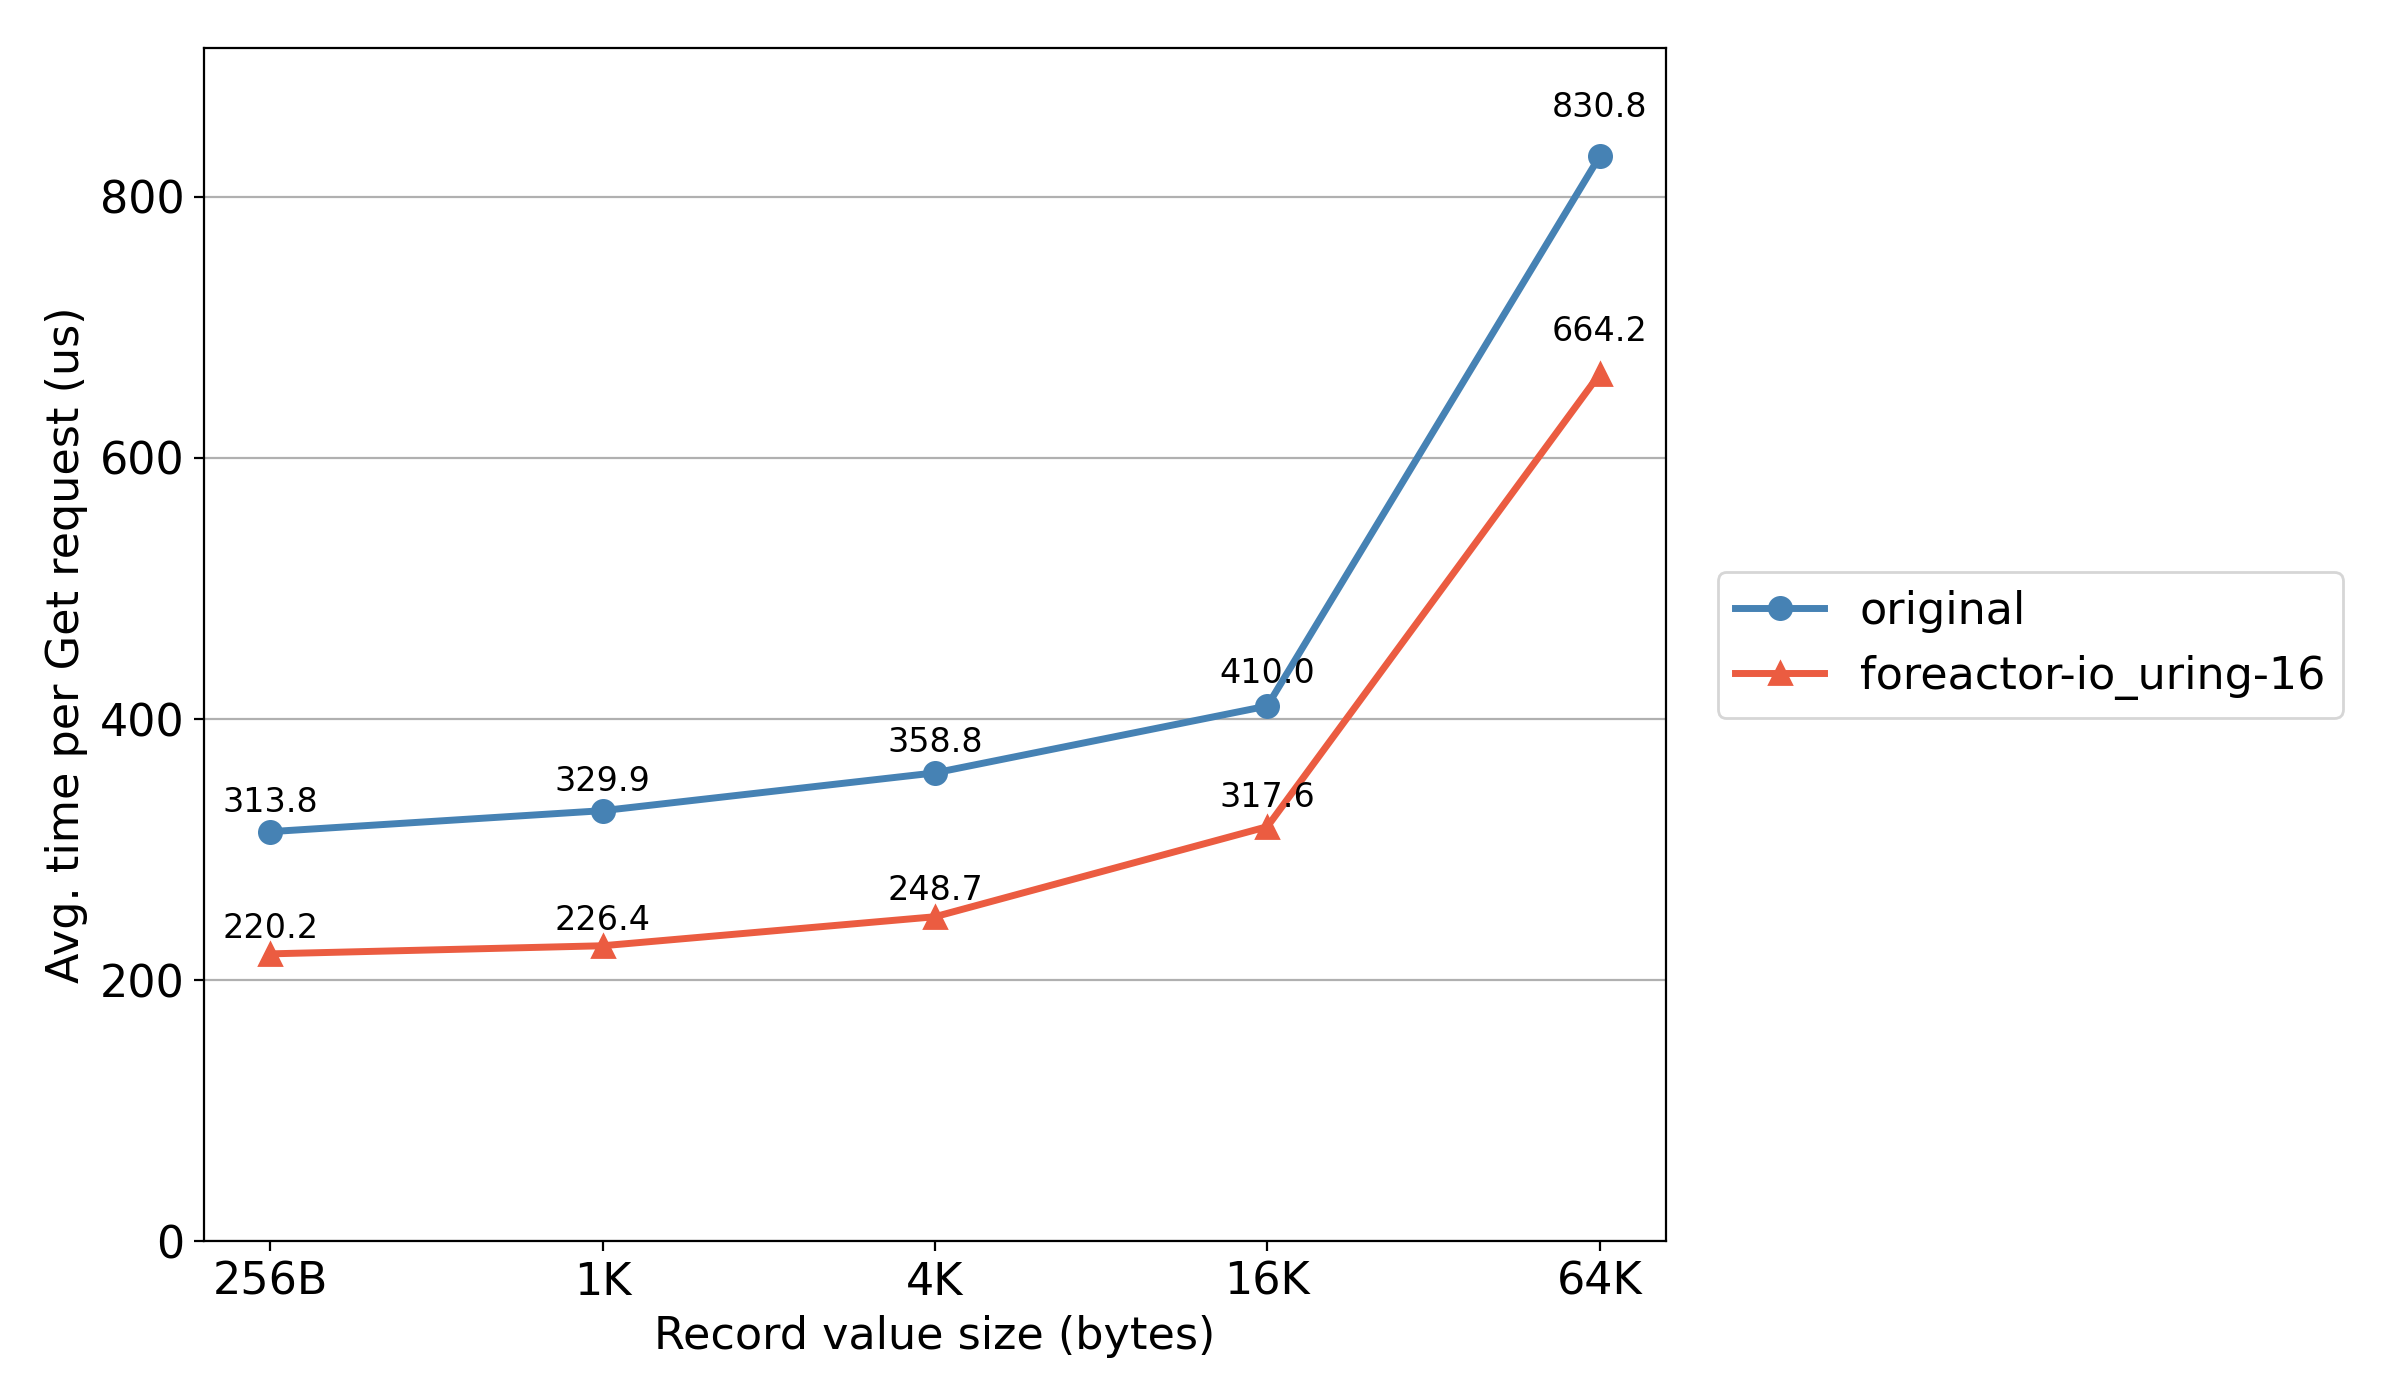 Avg. time per Get request (us)
800
600
400
200
0
830.8
664.2
410.0
358.8
329.9
313.8
317.6
248.7
226.4
220.2
256B
1K
4K
16K
64K
Record value size (bytes)
original
foreactor-io_uring-16